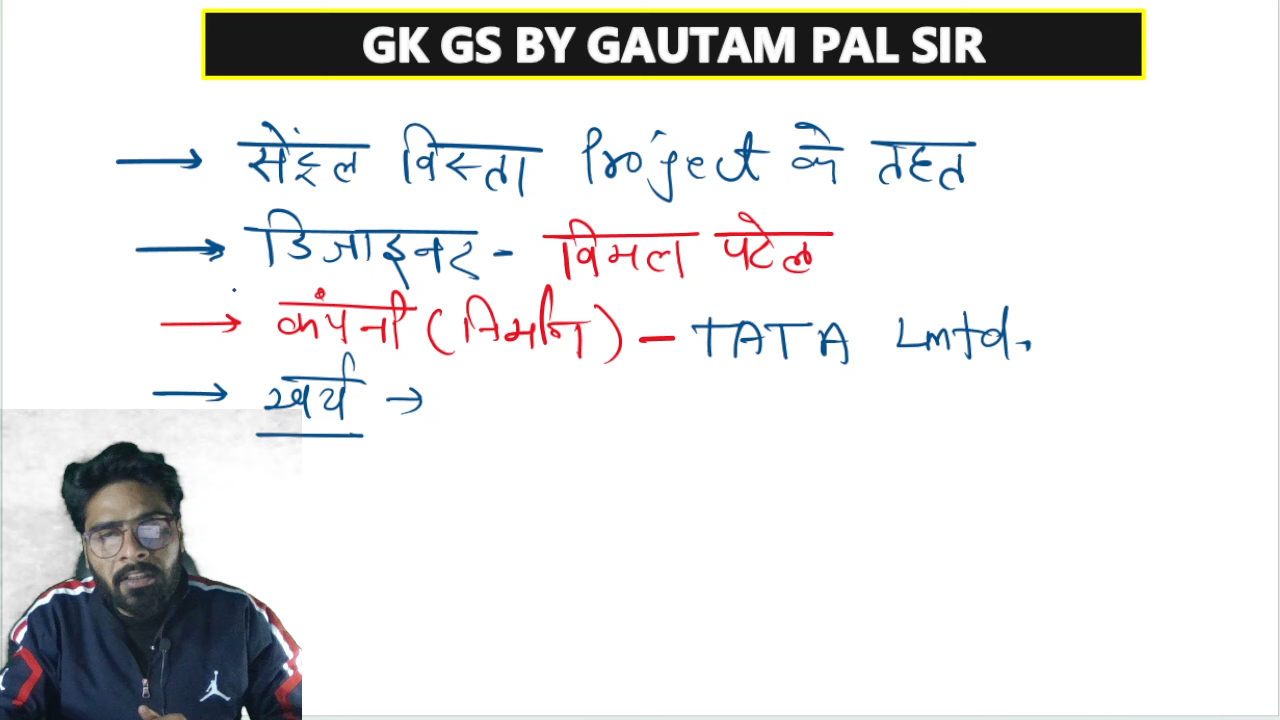 GK GS BY GAUTAM PAL SIR
→ सेंट्रल विस्ता Project के तहत
→ डिजाइनर - विमल पटेल
→ कंपनी (निर्माण) - TATA Lmtd.
→ खर्च →